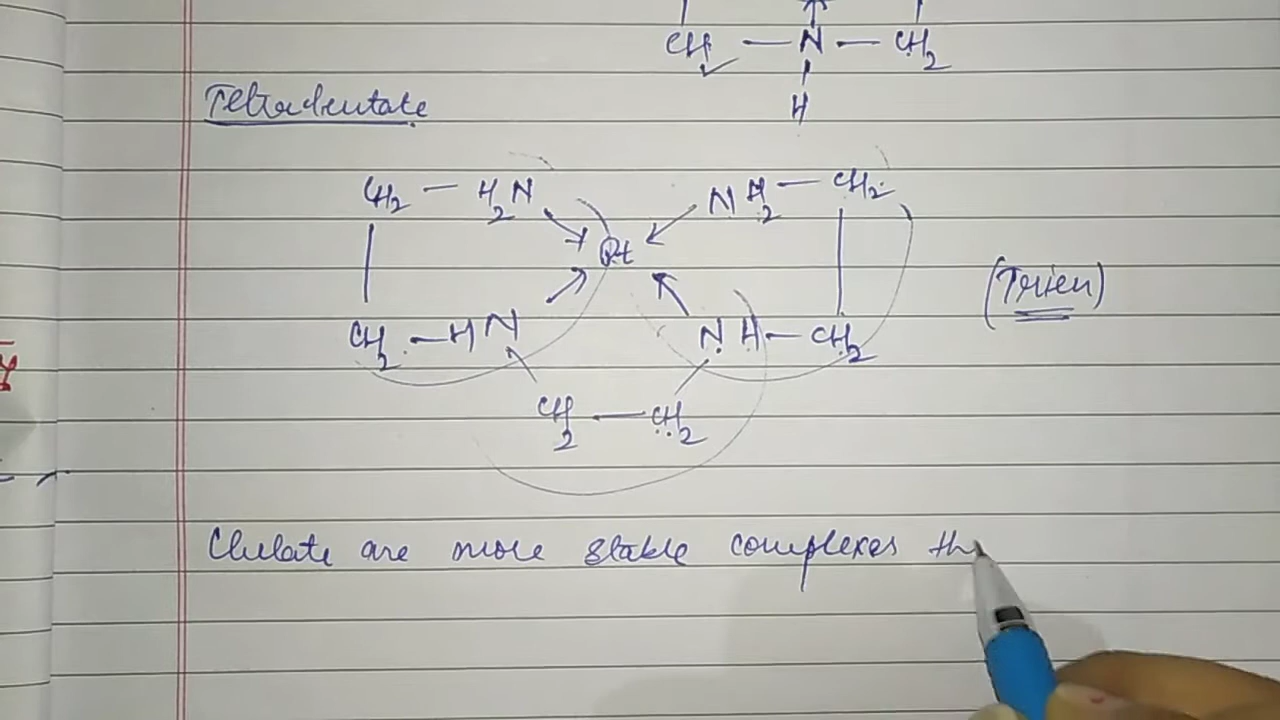 CH2 — N — CH2
H
Tetradentate
CH2 — H2N NH2 — CH2
Pt
(Trien)
CH2 — HN NH — CH2
CH2 — CH2
Chelate are more stable complexes th